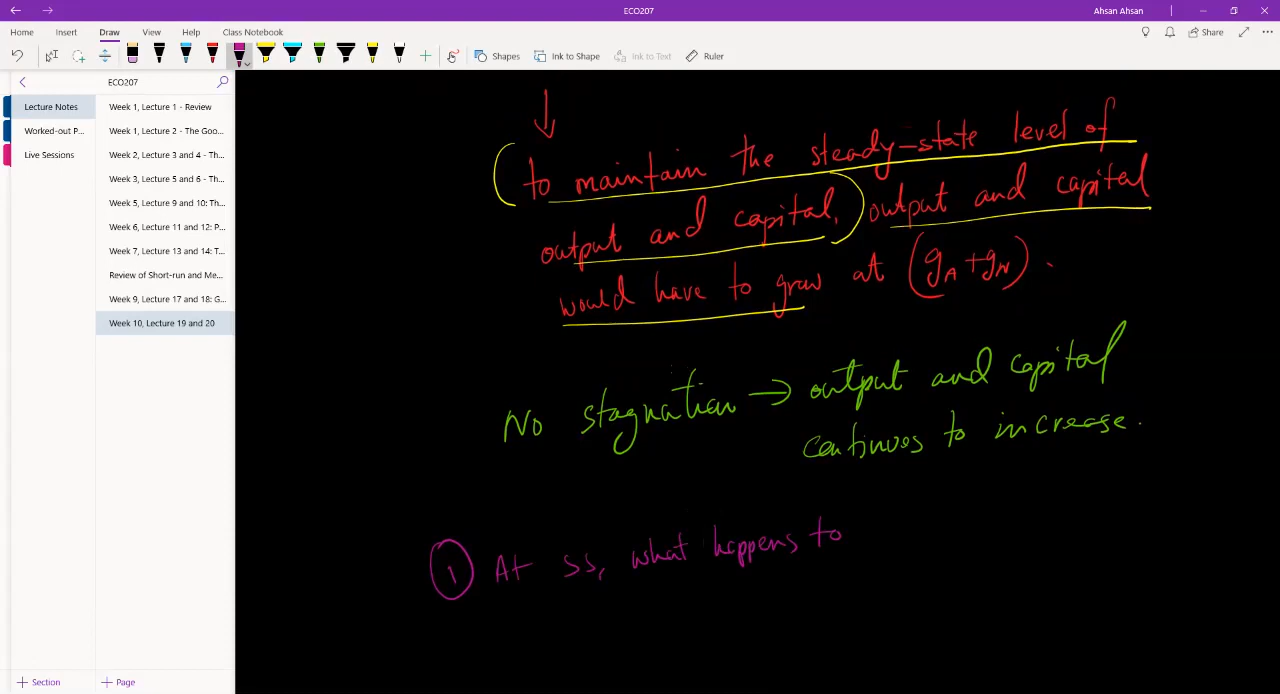 ECO207
Ahsan Ahsan
Home Insert Draw View Help Class Notebook
Share
Shapes Ink to Shape Ink to Text Ruler
ECO207
Lecture Notes
Worked-out P...
Live Sessions
Week 1, Lecture 1 - Review
Week 1, Lecture 2 - The Goo...
Week 2, Lecture 3 and 4 - Th...
Week 3, Lecture 5 and 6 - Th...
Week 5, Lecture 9 and 10: Th...
Week 6, Lecture 11 and 12: P...
Week 7, Lecture 13 and 14: T...
Review of Short-run and Me...
Week 9, Lecture 17 and 18: G...
Week 10, Lecture 19 and 20
to maintain the steady-state level of
output and capital, output and capital
would have to grow at (gA + gN).
No stagnation → output and capital
continues to increase.
1 At SS, what happens to
+ Section
+ Page